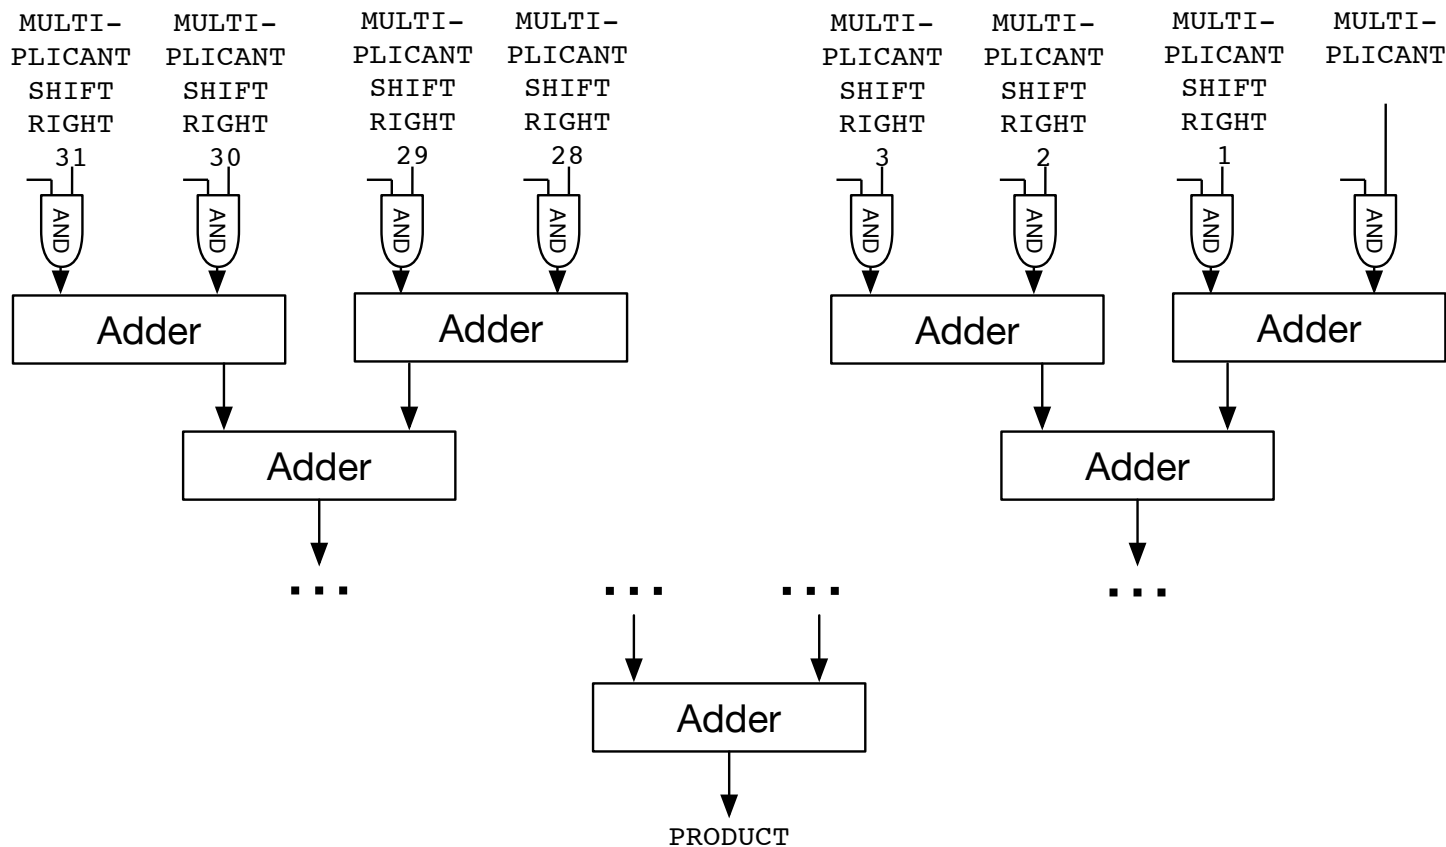 MULTI-
PLICANT
SHIFT
RIGHT
31
MULTI-
PLICANT
SHIFT
RIGHT
30
MULTI-
PLICANT
SHIFT
RIGHT
29
MULTI-
PLICANT
SHIFT
RIGHT
28
MULTI-
PLICANT
SHIFT
RIGHT
3
MULTI-
PLICANT
SHIFT
RIGHT
2
MULTI-
PLICANT
SHIFT
RIGHT
1
MULTI-
PLICANT
AND
AND
AND
AND
AND
AND
AND
AND
Adder
Adder
Adder
Adder
Adder
Adder
...
...
...
...
Adder
PRODUCT